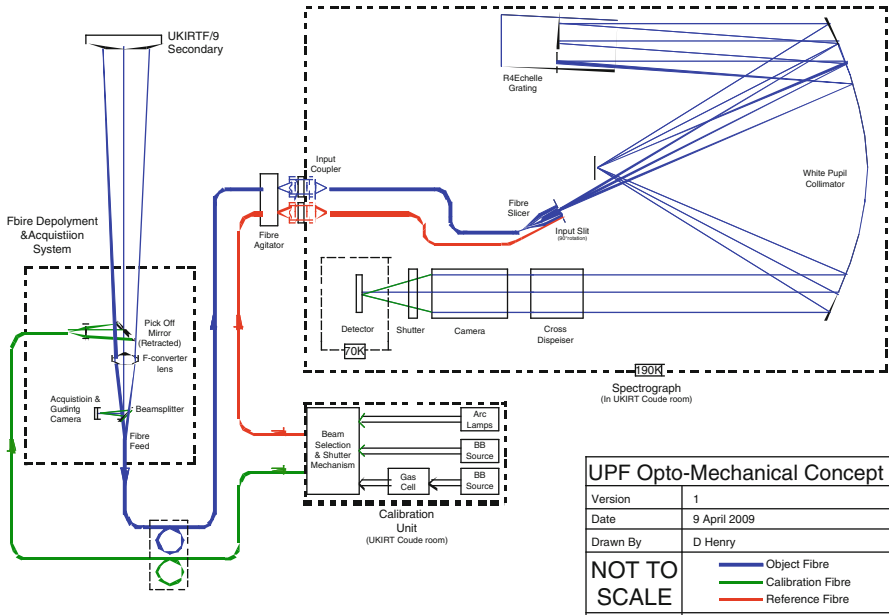 UKIRTF/9
Secondary
R4Echelle
Grating
White Pupil
Collimator
Input
Coupler
Fibre
Slicer
Input Slit
(90°rotation)
Fibre
Agitator
Fbire Depolyment
&Acquistiion
System
Pick Off
Mirror
(Retracted)
F-converter
lens
Acquistioin &
Gudintg
Camera
Beamsplitter
Fibre
Feed
Detector
Shutter
Camera
Cross
Dispeiser
70K
190K
Spectrograph
(In UKIRT Coude room)
Beam
Selection
& Shutter
Mechanism
Arc
Lamps
BB
Source
Gas
Cell
BB
Source
Calibration
Unit
(UKIRT Coude room)
UPF Opto-Mechanical Concept
Version 1
Date 9 April 2009
Drawn By D Henry
NOT TO
SCALE
Object Fibre
Calibration Fibre
Reference Fibre